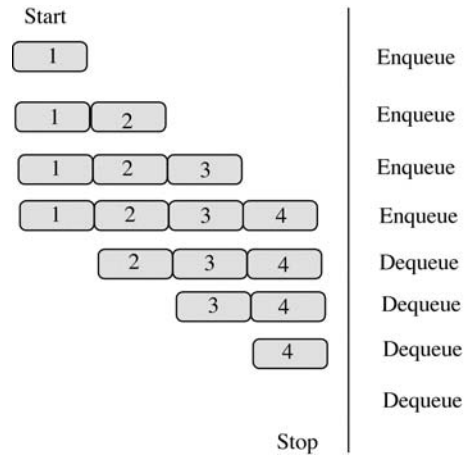 Start
1 Enqueue
1 2 Enqueue
1 2 3 Enqueue
1 2 3 4 Enqueue
2 3 4 Dequeue
3 4 Dequeue
4 Dequeue
Dequeue
Stop